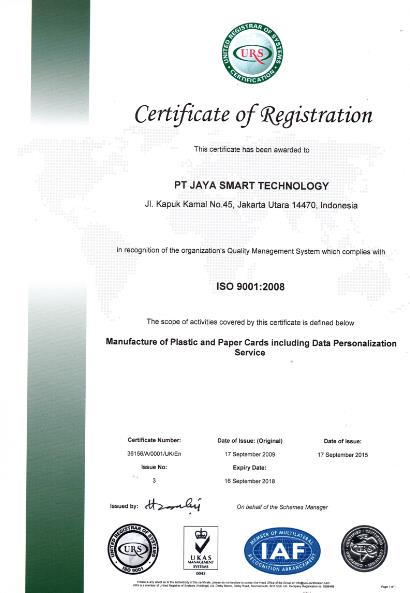 UNITED REGISTRAR OF SYSTEMS
URS
CERTIFICATION
Certificate of Registration
This certificate has been awarded to
PT JAYA SMART TECHNOLOGY
Jl. Kapuk Kamal No.45, Jakarta Utara 14470, Indonesia
in recognition of the organization's Quality Management System which complies with
ISO 9001:2008
The scope of activities covered by this certificate is defined below
Manufacture of Plastic and Paper Cards including Data Personalization
Service
Certificate Number: Date of Issue: (Original) Date of Issue:
39156/A/0001/UK/En 17 September 2009 17 September 2015
Issue No: Expiry Date:
3 16 September 2018
Issued by: On behalf of the Schemes Manager
UNITED REGISTRAR OF SYSTEMS
URS
ISO 9001
UKAS
MANAGEMENT
SYSTEMS
0043
MEMBER OF MULTILATERAL
IAF
RECOGNITION ARRANGEMENT
Page 1 of 1